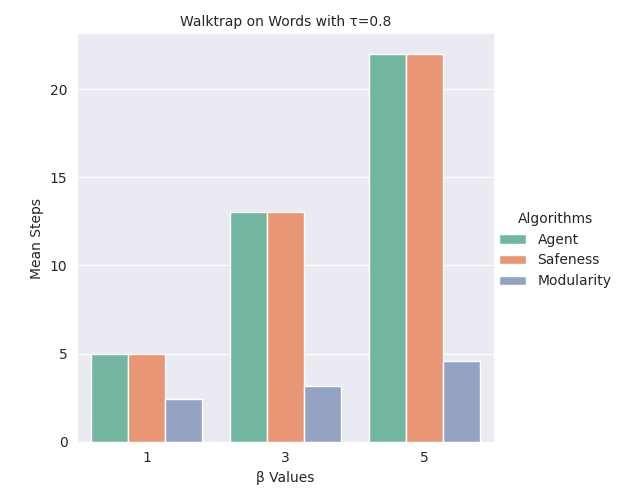 Walktrap on Words with τ=0.8
Mean Steps
20
15
10
5
0
1
3
5
β Values
Algorithms
Agent
Safeness
Modularity